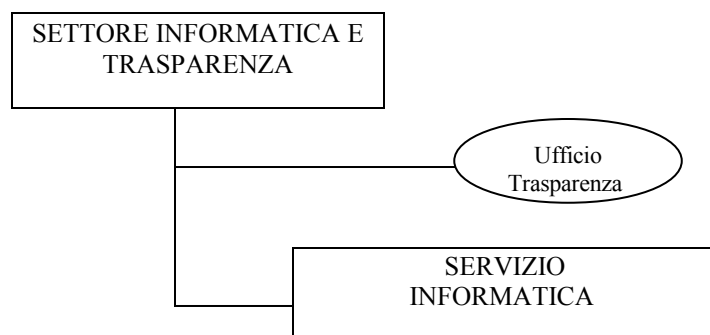 SETTORE INFORMATICA E
TRASPARENZA
Ufficio
Trasparenza
SERVIZIO
INFORMATICA